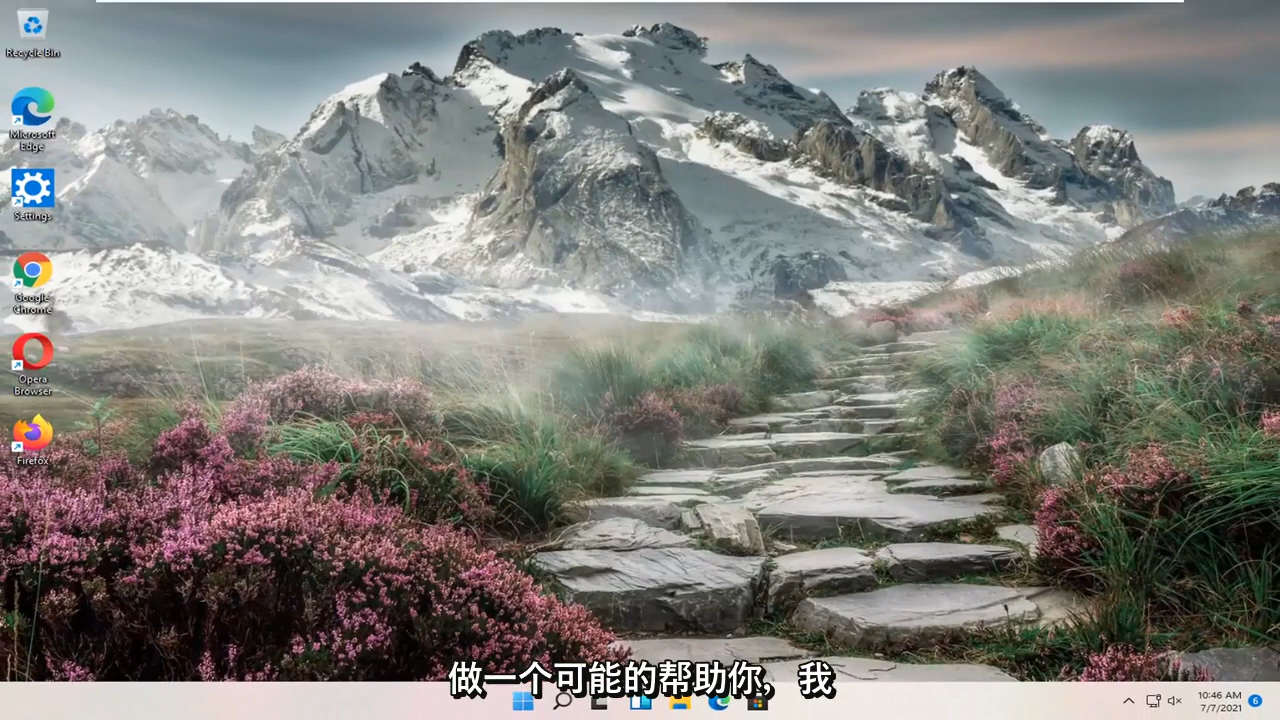 Recycle Bin
Microsoft
Edge
Settings
Google
Chrome
Opera
Browser
Firefox
做一个可能的帮助你，我
10:46 AM
7/7/2021
6